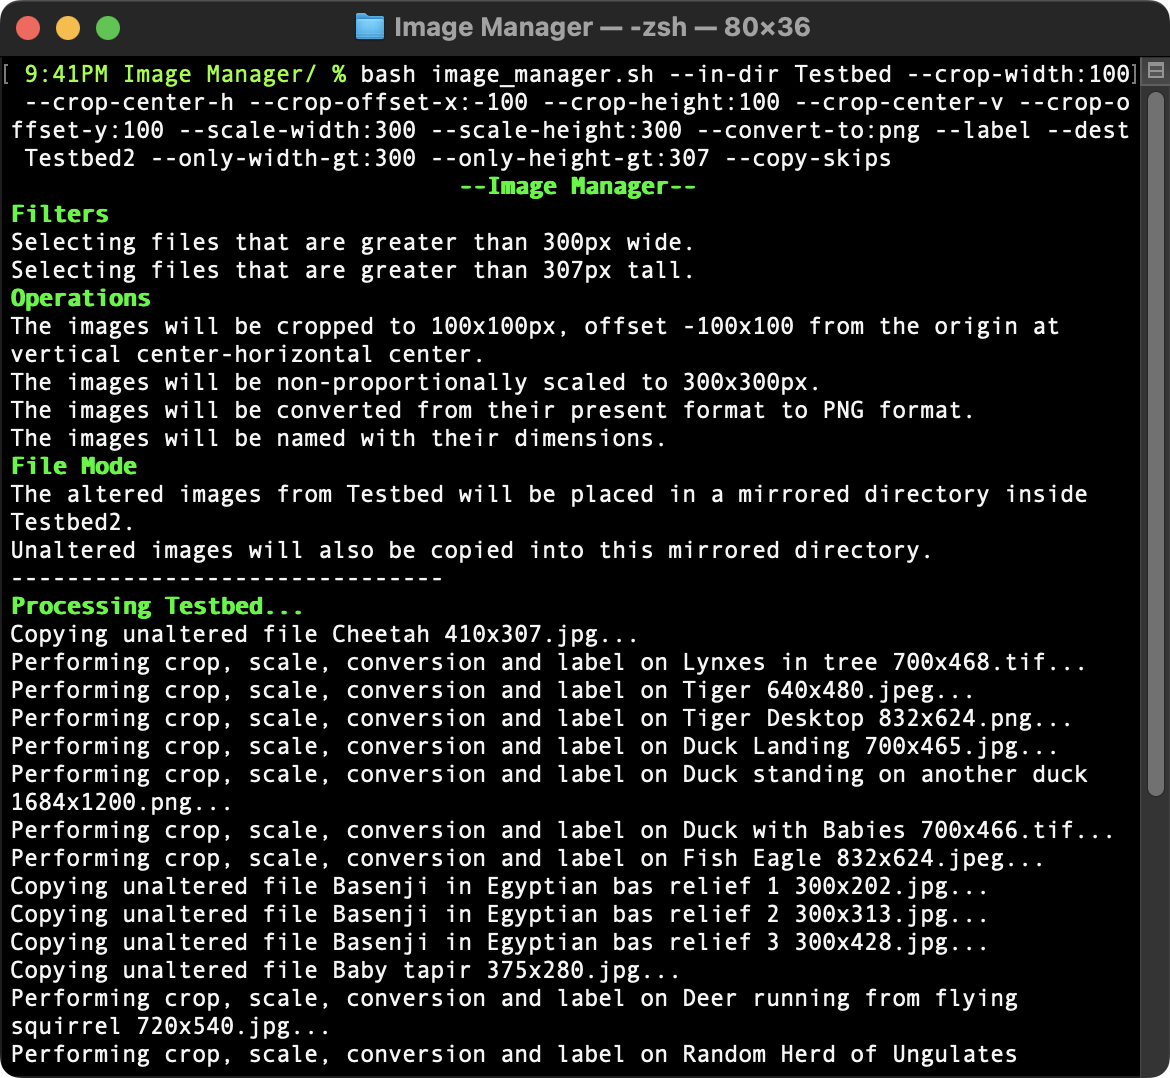 Image Manager — -zsh — 80×36
[ 9:41PM Image Manager/ % bash image_manager.sh --in-dir Testbed --crop-width:100]
 --crop-center-h --crop-offset-x:-100 --crop-height:100 --crop-center-v --crop-o
ffset-y:100 --scale-width:300 --scale-height:300 --convert-to:png --label --dest
 Testbed2 --only-width-gt:300 --only-height-gt:307 --copy-skips
--Image Manager--
Filters
Selecting files that are greater than 300px wide.
Selecting files that are greater than 307px tall.
Operations
The images will be cropped to 100x100px, offset -100x100 from the origin at
vertical center-horizontal center.
The images will be non-proportionally scaled to 300x300px.
The images will be converted from their present format to PNG format.
The images will be named with their dimensions.
File Mode
The altered images from Testbed will be placed in a mirrored directory inside
Testbed2.
Unaltered images will also be copied into this mirrored directory.
-------------------------------
Processing Testbed...
Copying unaltered file Cheetah 410x307.jpg...
Performing crop, scale, conversion and label on Lynxes in tree 700x468.tif...
Performing crop, scale, conversion and label on Tiger 640x480.jpeg...
Performing crop, scale, conversion and label on Tiger Desktop 832x624.png...
Performing crop, scale, conversion and label on Duck Landing 700x465.jpg...
Performing crop, scale, conversion and label on Duck standing on another duck
1684x1200.png...
Performing crop, scale, conversion and label on Duck with Babies 700x466.tif...
Performing crop, scale, conversion and label on Fish Eagle 832x624.jpeg...
Copying unaltered file Basenji in Egyptian bas relief 1 300x202.jpg...
Copying unaltered file Basenji in Egyptian bas relief 2 300x313.jpg...
Copying unaltered file Basenji in Egyptian bas relief 3 300x428.jpg...
Copying unaltered file Baby tapir 375x280.jpg...
Performing crop, scale, conversion and label on Deer running from flying
squirrel 720x540.jpg...
Performing crop, scale, conversion and label on Random Herd of Ungulates